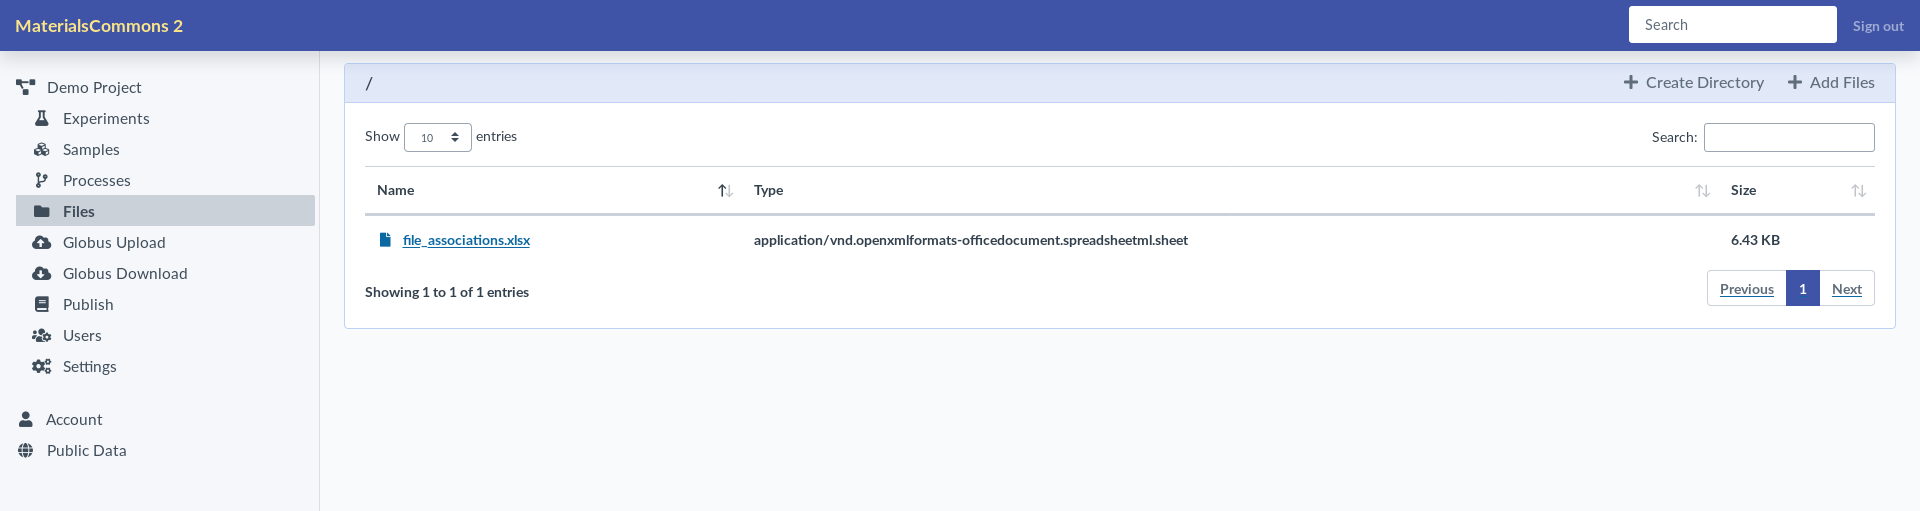 MaterialsCommons 2
Search
Sign out
Demo Project
Experiments
Samples
Processes
Files
Globus Upload
Globus Download
Publish
Users
Settings
Account
Public Data
/
Create Directory
Add Files
Show 10 entries
Search:
Name Type Size
file_associations.xlsx application/vnd.openxmlformats-officedocument.spreadsheetml.sheet 6.43 KB
Showing 1 to 1 of 1 entries
Previous 1 Next